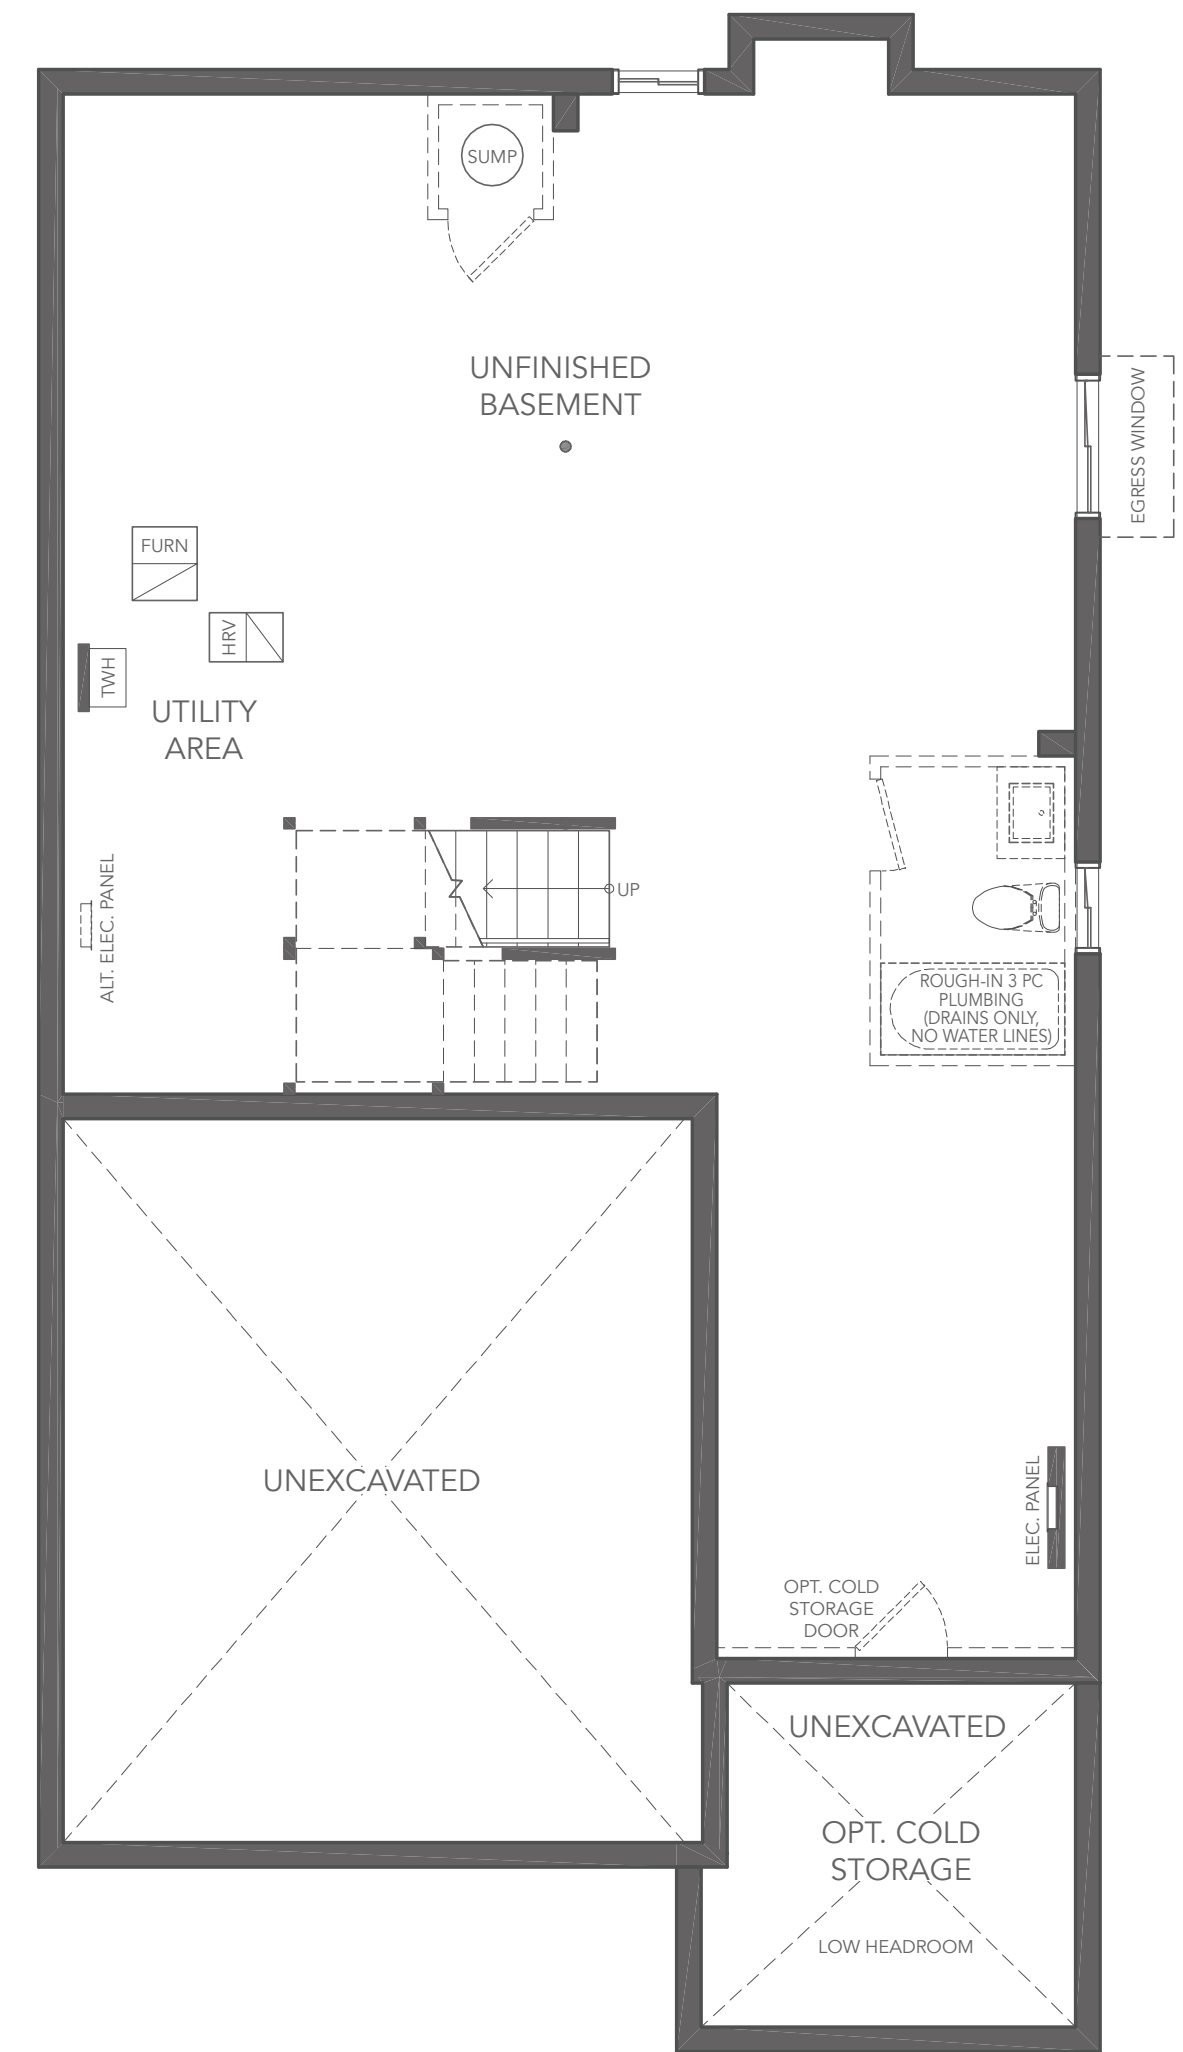 SUMP
UNFINISHED
BASEMENT
EGRESS WINDOW
FURN
HRV
TWH
UTILITY
AREA
ALT. ELEC. PANEL
UP
ROUGH-IN 3 PC
PLUMBING
(DRAINS ONLY,
NO WATER LINES)
UNEXCAVATED
ELEC. PANEL
OPT. COLD
STORAGE
DOOR
UNEXCAVATED
OPT. COLD
STORAGE
LOW HEADROOM